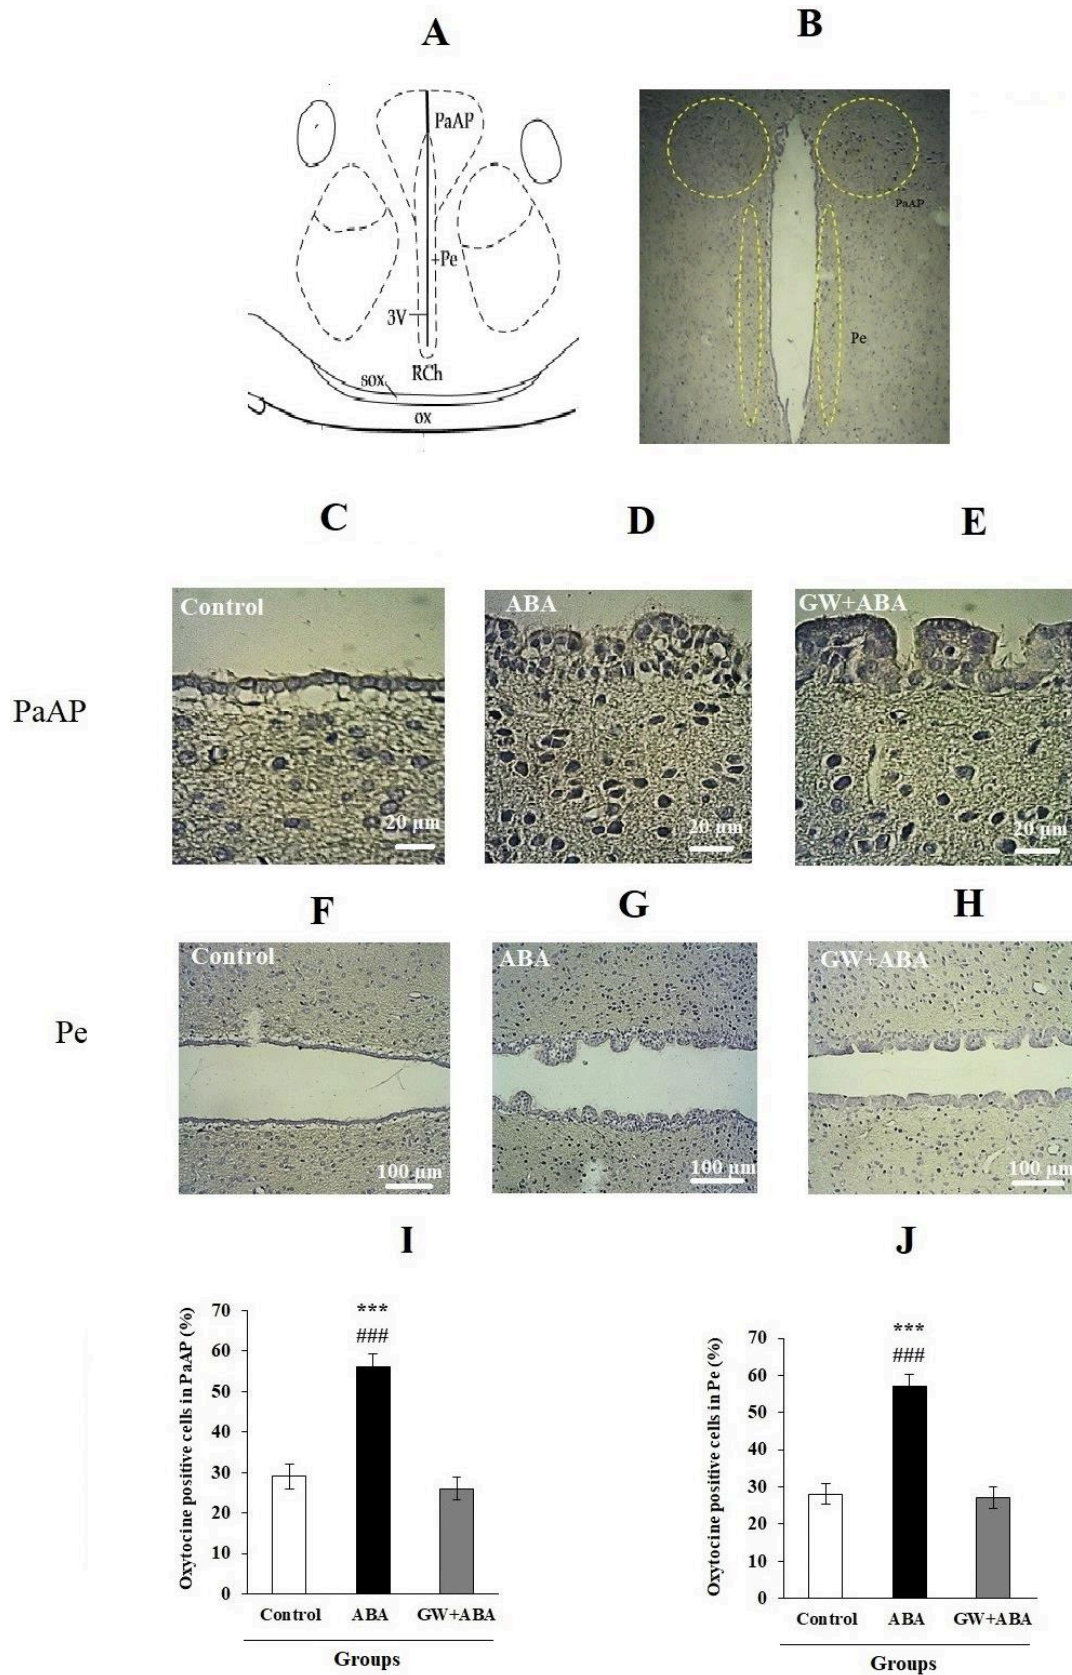 A
B
PaAP
Pe
3V
RCh
sox
ox
PaAP
Pe
C
D
E
PaAP
Control
20 µm
ABA
20 µm
GW+ABA
20 µm
F
G
H
Pe
Control
100 µm
ABA
100 µm
GW+ABA
100 µm
I
Oxytocine positive cells in PaAP (%)
70
60
50
40
30
20
10
0
***
###
Control
ABA
GW+ABA
Groups
J
Oxytocine positive cells in Pe (%)
70
60
50
40
30
20
10
0
***
###
Control
ABA
GW+ABA
Groups